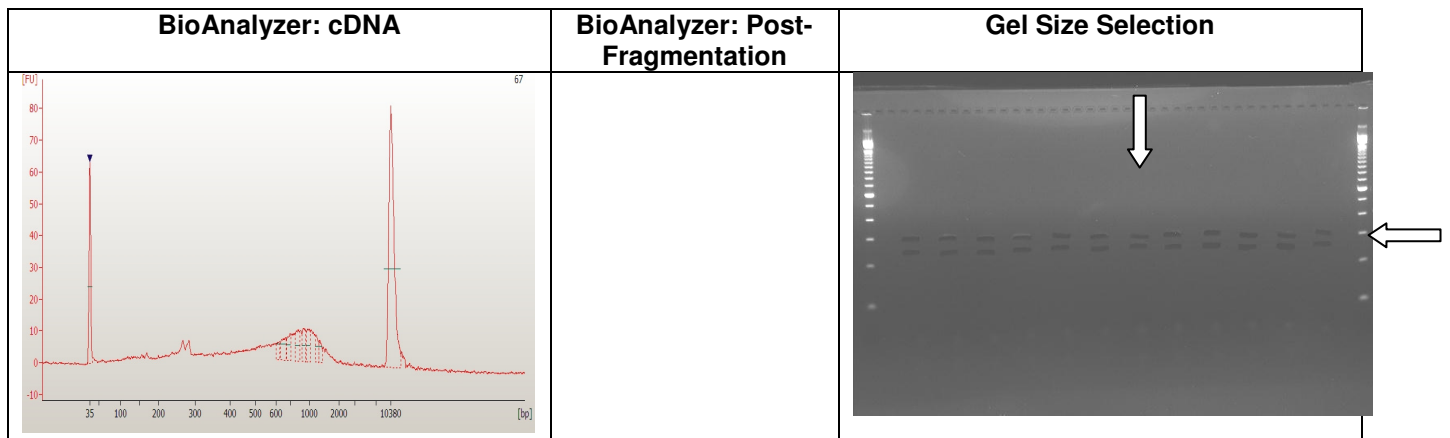 BioAnalyzer: cDNA
BioAnalyzer: Post-
Fragmentation
Gel Size Selection
[FU]
67
80
70
60
50
40
30
20
10
0
-10
35 100 200 300 400 500 600 1000 2000 10380 [bp]